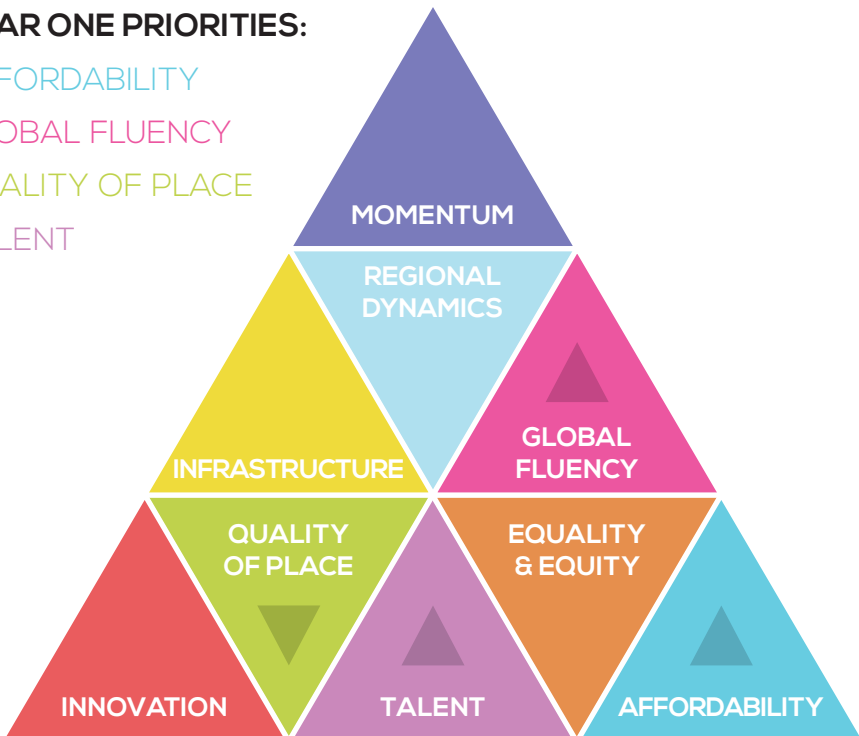 AR ONE PRIORITIES:
FORDABILITY
OBAL FLUENCY
ALITY OF PLACE
LENT
MOMENTUM
REGIONAL
DYNAMICS
GLOBAL
FLUENCY
INFRASTRUCTURE
QUALITY
OF PLACE
EQUALITY
& EQUITY
INNOVATION
TALENT
AFFORDABILITY